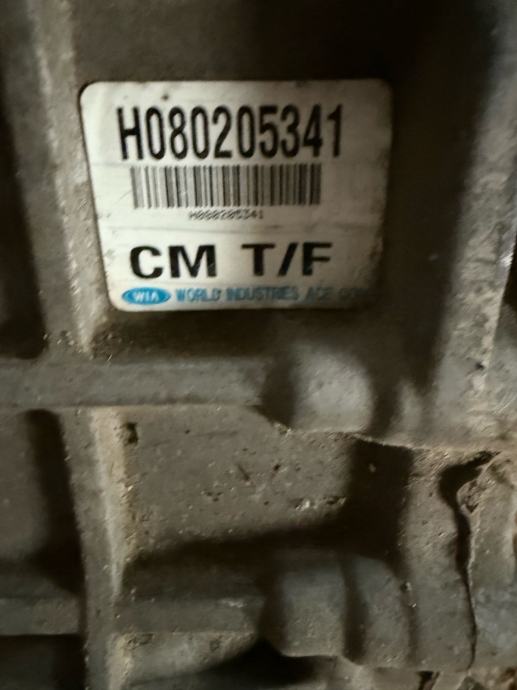 H080205341
H080205341
CM T/F
WIA WORLD INDUSTRIES ACE